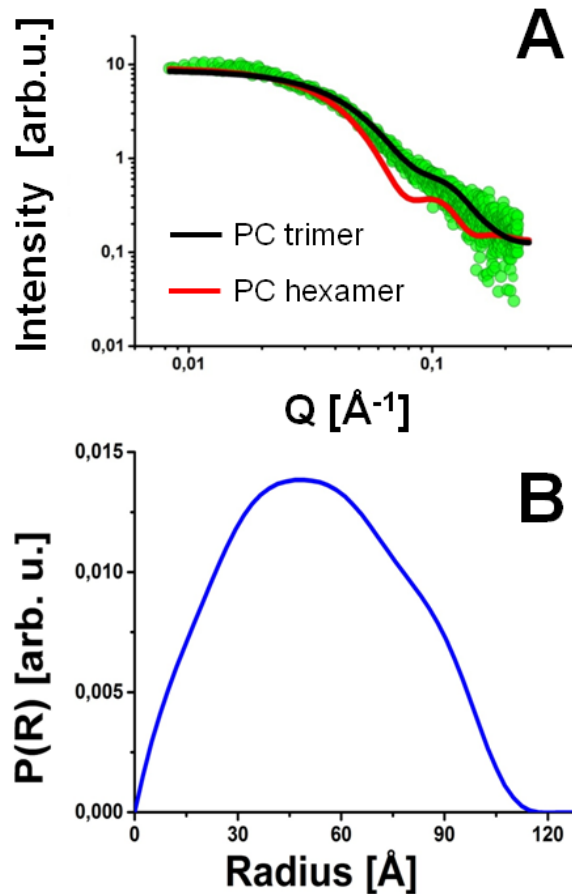 A
Intensity [arb.u.]
10
1
0,1
0,01
PC trimer
PC hexamer
0,01
0,1
Q [Å-1]
B
P(R) [arb. u.]
0,015
0,010
0,005
0,000
0
30
60
90
120
Radius [Å]